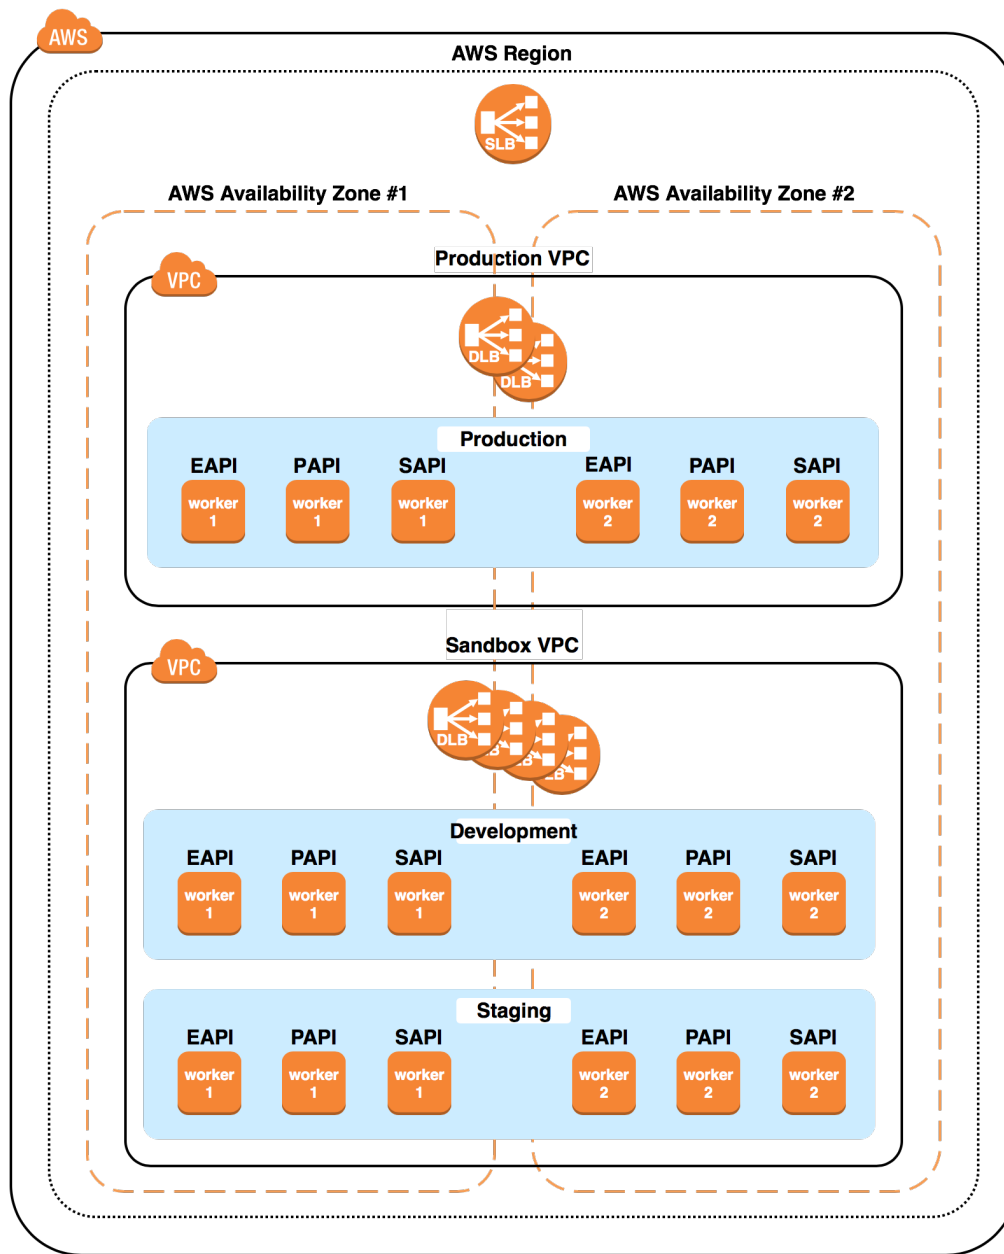 AWS
AWS Region
SLB
AWS Availability Zone #1
AWS Availability Zone #2
Production VPC
VPC
DLB
DLB
Production
EAPI PAPI SAPI EAPI PAPI SAPI
worker 1 worker 1 worker 1 worker 2 worker 2 worker 2
Sandbox VPC
VPC
DLB
LB
LB
LB
Development
EAPI PAPI SAPI EAPI PAPI SAPI
worker 1 worker 1 worker 1 worker 2 worker 2 worker 2
Staging
EAPI PAPI SAPI EAPI PAPI SAPI
worker 1 worker 1 worker 1 worker 2 worker 2 worker 2